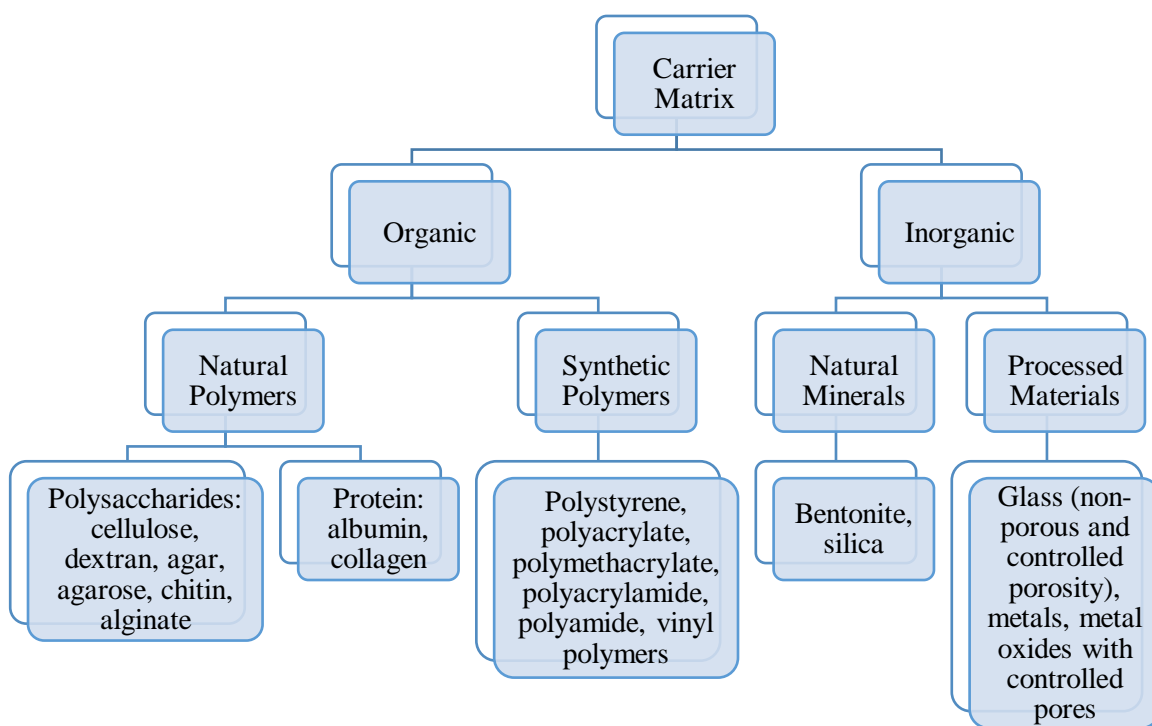 Carrier
Matrix
Organic
Inorganic
Natural
Polymers
Synthetic
Polymers
Natural
Minerals
Processed
Materials
Polysaccharides:
cellulose,
dextran, agar,
agarose, chitin,
alginate
Protein:
albumin,
collagen
Polystyrene,
polyacrylate,
polymethacrylate,
polyacrylamide,
polyamide, vinyl
polymers
Bentonite,
silica
Glass (non-
porous and
controlled
porosity),
metals, metal
oxides with
controlled
pores